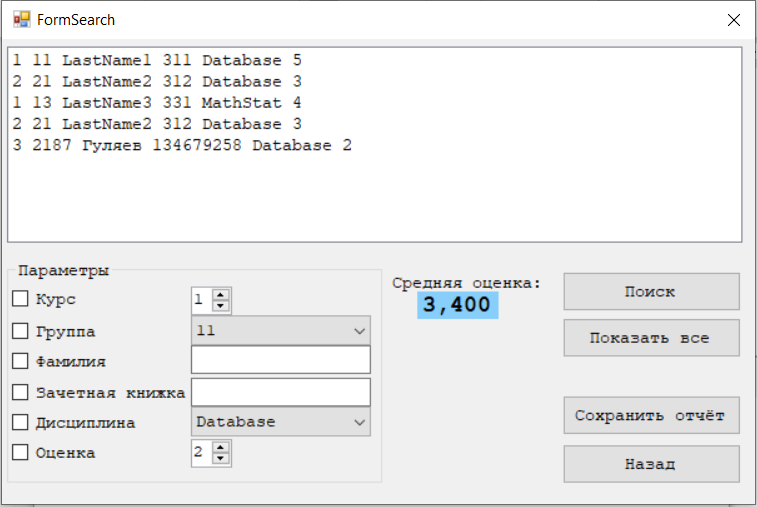 FormSearch
1 11 LastName1 311 Database 5
2 21 LastName2 312 Database 3
1 13 LastName3 331 MathStat 4
2 21 LastName2 312 Database 3
3 2187 Гуляев 134679258 Database 2
Параметры
Курс 1
Группа 11
Фамилия
Зачетная книжка
Дисциплина Database
Оценка 2
Средняя оценка:
3,400
Поиск
Показать все
Сохранить отчёт
Назад